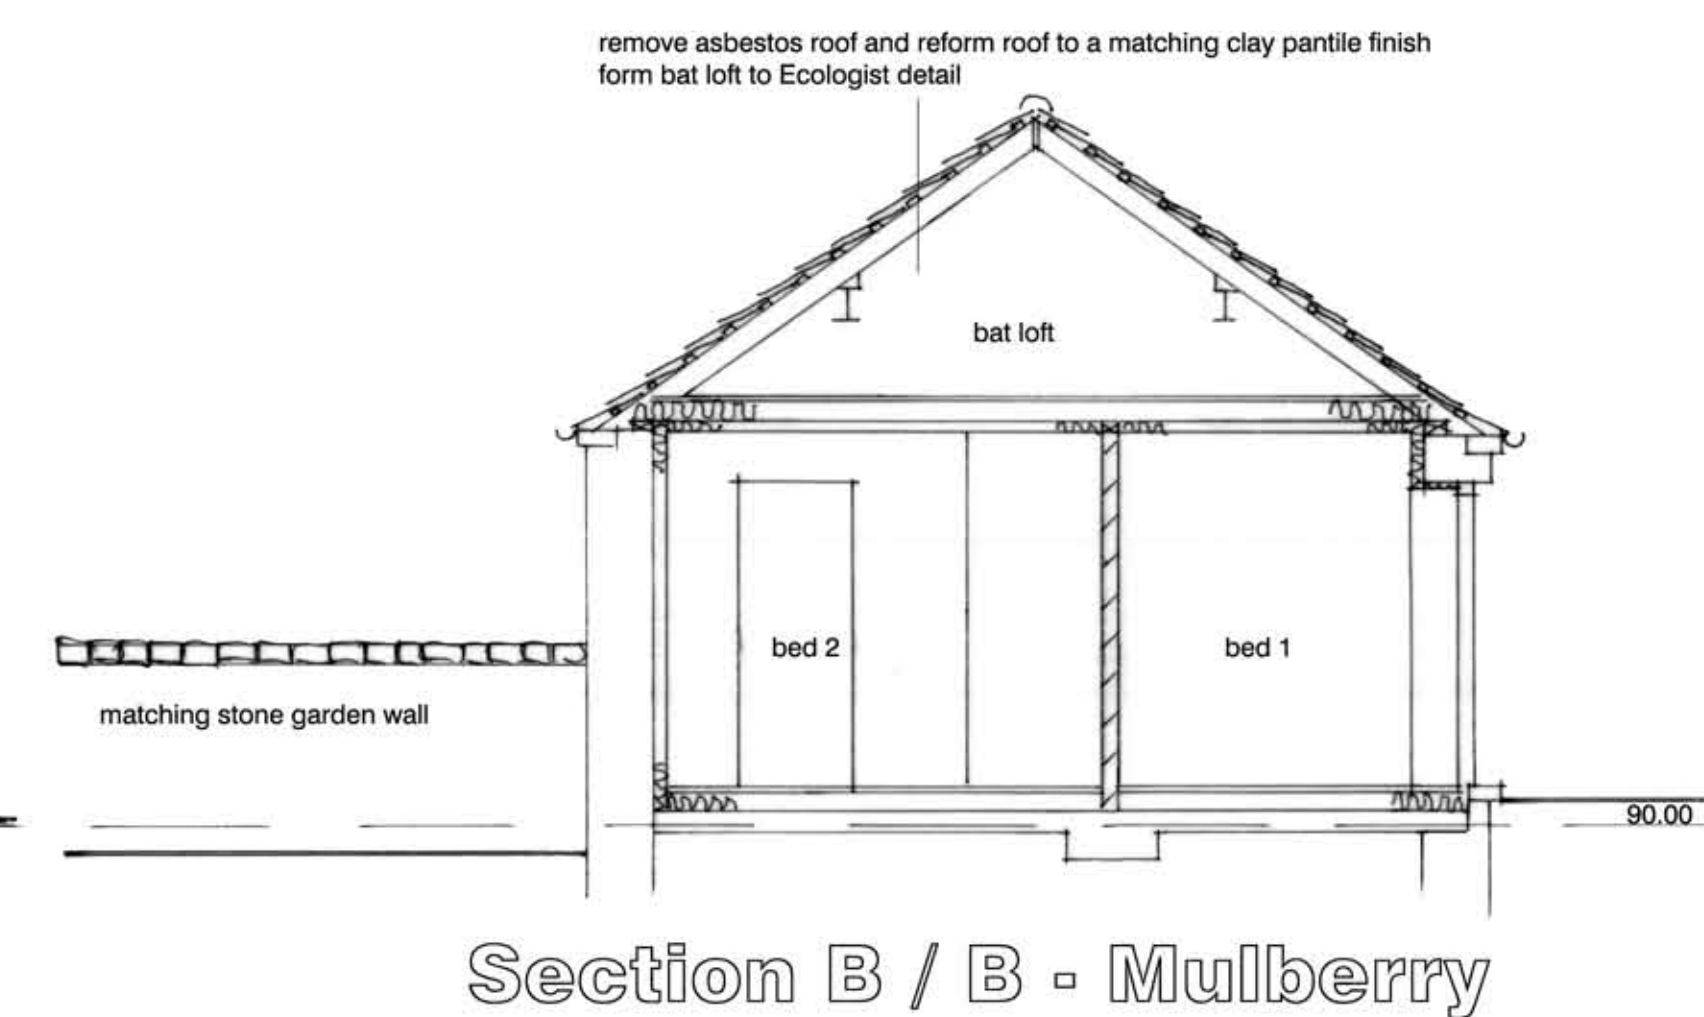 remove asbestos roof and reform roof to a matching clay pantile finish
form bat loft to Ecologist detail
bat loft
bed 2
bed 1
matching stone garden wall
90.00
Section B / B - Mulberry